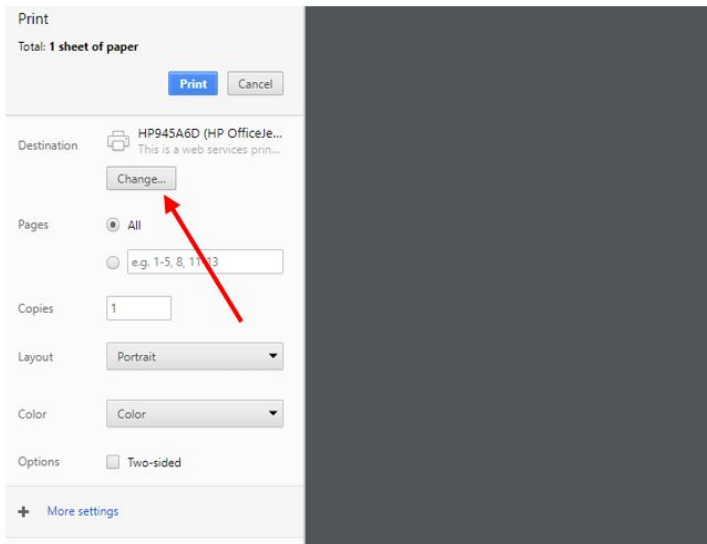 Print
Total: 1 sheet of paper
Print Cancel
Destination HP945A6D (HP OfficeJe...
This is a web services prin...
Change...
Pages All
e.g. 1-5, 8, 11-13
Copies 1
Layout Portrait
Color Color
Options Two-sided
+ More settings